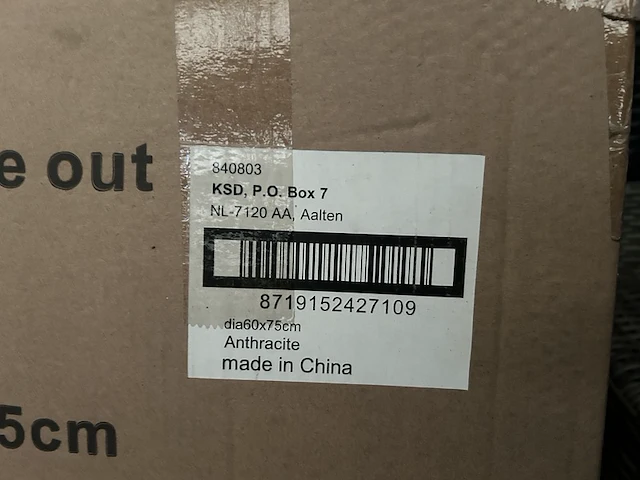 e out
840803
KSD, P.O. Box 7
NL-7120 AA, Aalten
8719152427109
dia60x75cm
Anthracite
made in China
5cm